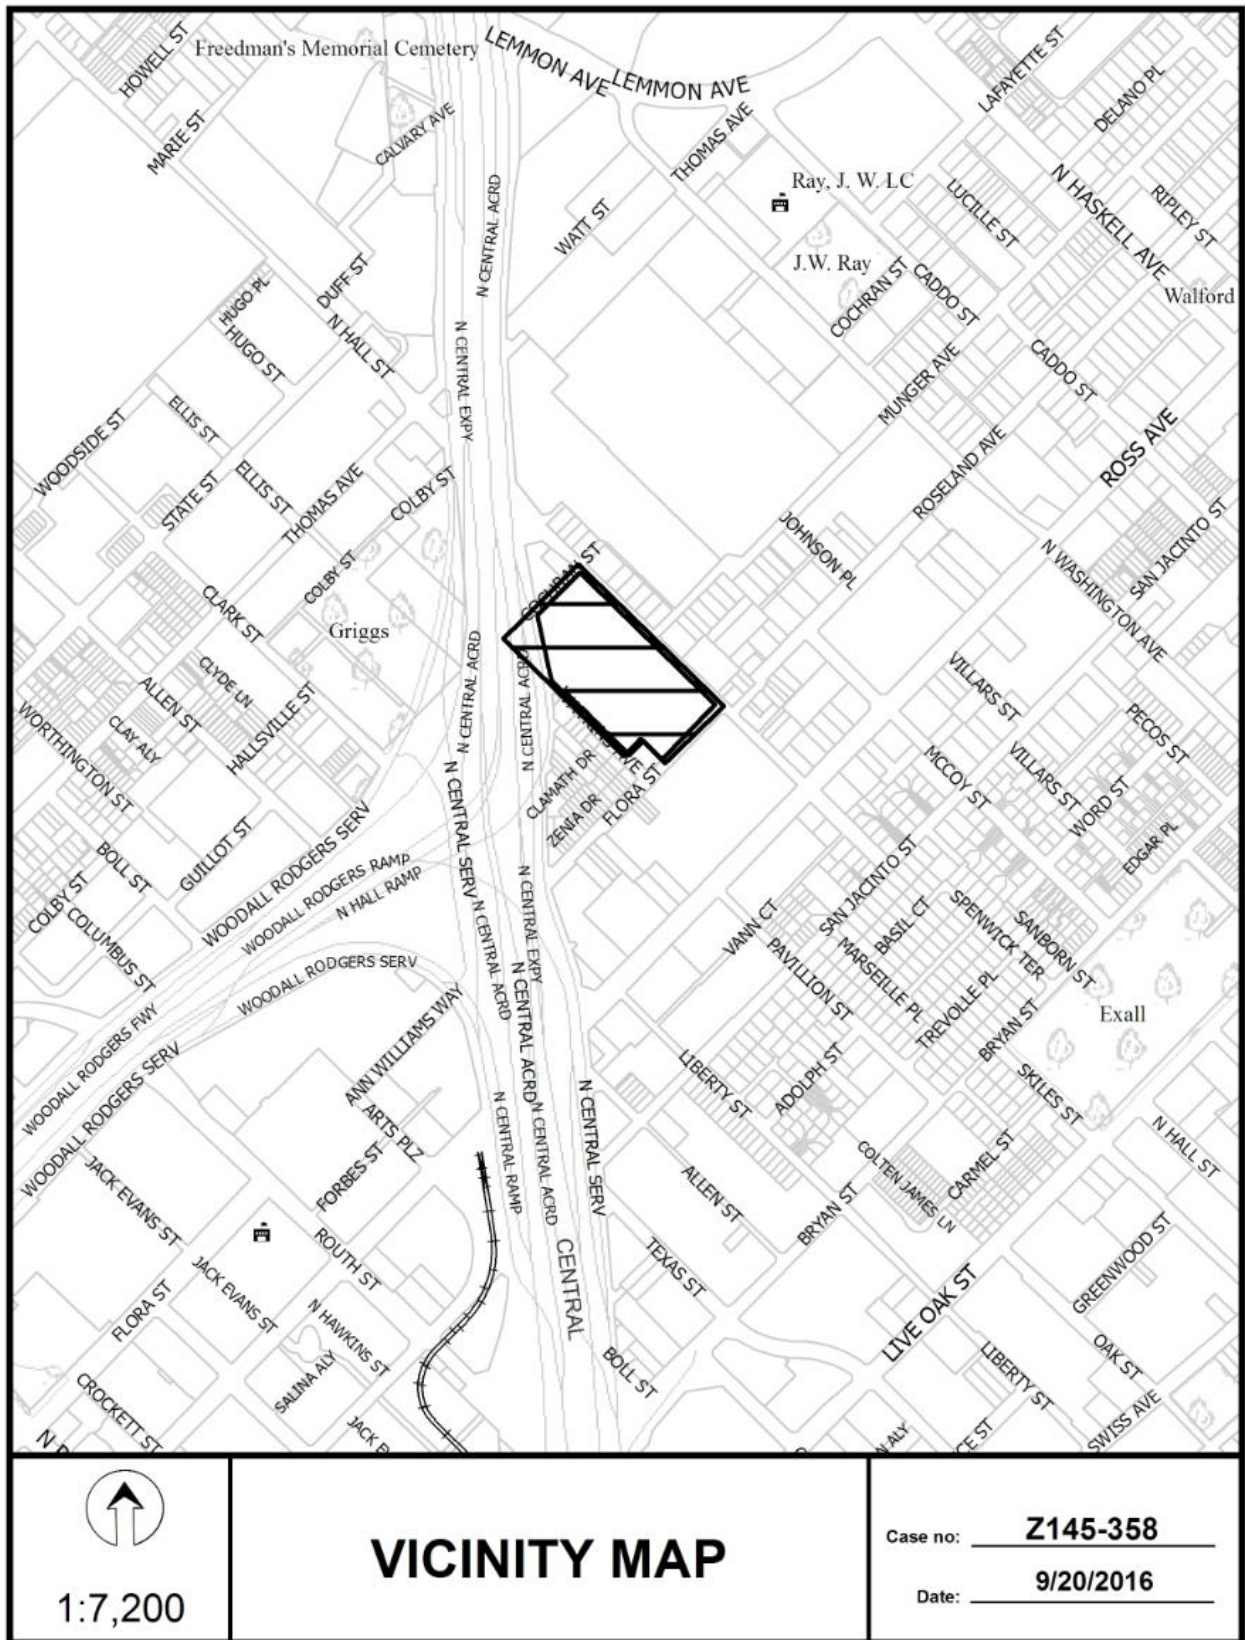 HOWELL ST
Freedman's Memorial Cemetery
LEMMON AVE
LEMMON AVE
LAFAYETTE ST
DELANO PL
MARIE ST
CALVARY AVE
THOMAS AVE
Ray, J. W. LC
N HASKELL AVE
RIPLEY ST
LUCILLE ST
N CENTRAL ACRD
WATT ST
J.W. Ray
COCHRAN ST
CADDO ST
Walford
HUGO PL
DUFF ST
HUGO ST
N HALL ST
N CENTRAL EXPY
MUNGER AVE
CADDO ST
ROSS AVE
WOODSIDE ST
ELLIS ST
STATE ST
ELLIS ST
THOMAS AVE
COLBY ST
ROSELAND AVE
JOHNSON PL
SAN JACINTO ST
N WASHINGTON AVE
COLBY ST
COCHRAN ST
CLARK ST
Griggs
CLYDE LN
ALLEN ST
HALLSVILLE ST
CLAY ALY
WORTHINGTON ST
N CENTRAL ACRD
N CENTRAL ACRD
VILLARS ST
PECOS ST
VILLARS ST
MCCOY ST
WORD ST
EDGAR PL
CLAMATH DR
ZENIA DR
FLORA ST
N CENTRAL SERV
WOODALL RODGERS SERV
WOODALL RODGERS RAMP
N HALL RAMP
GUILLOT ST
BOLL ST
COLBY ST
COLUMBUS ST
N CENTRAL EXPY
N CENTRAL ACRD
N CENTRAL ACRD
WOODALL RODGERS SERV
VANN CT
SAN JACINTO ST
BASIL CT
SPENWICK TER
SANBORN ST
PAVILLION ST
MARSEILLE PL
TREVOLLE PL
BRYAN ST
Exall
WOODALL RODGERS FWY
WOODALL RODGERS SERV
ANN WILLIAMS WAY
ARTS PLZ
FORBES ST
LIBERTY ST
ADOLPH ST
SKILES ST
N HALL ST
N CENTRAL RAMP
N CENTRAL ACRD
N CENTRAL SERV
COLTEN JAMES LN
CARMEL ST
ALLEN ST
BRYAN ST
JACK EVANS ST
ROUTH ST
JACK EVANS ST
FLORA ST
N HAWKINS ST
SALINA ALY
CENTRAL
TEXAS ST
LIVE OAK ST
GREENWOOD ST
OAK ST
LIBERTY ST
SWISS AVE
BOLL ST
CROCKETT ST
JACK E
N ALY
CE ST
1:7,200
VICINITY MAP
Case no: Z145-358
Date: 9/20/2016